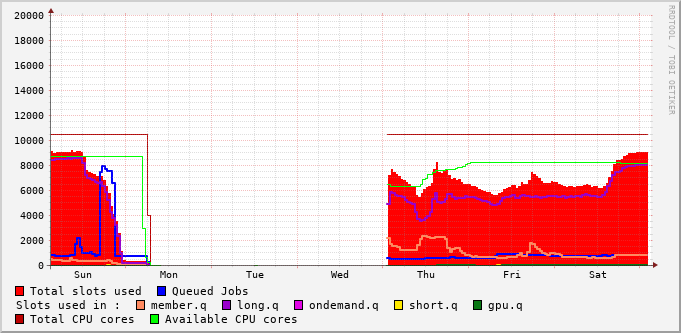 20000
18000
16000
14000
12000
10000
8000
6000
4000
2000
0
Sun Mon Tue Wed Thu Fri Sat
RRDTOOL / TOBI OETIKER
Total slots used Queued Jobs
Slots used in : member.q long.q ondemand.q short.q gpu.q
Total CPU cores Available CPU cores